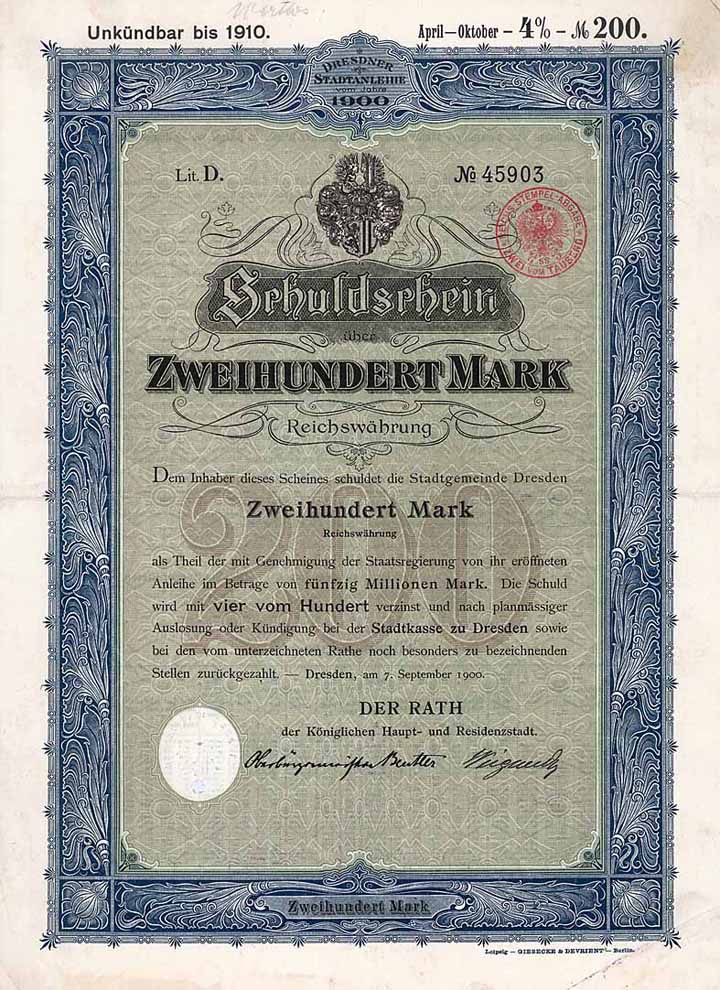 Unkündbar bis 1910.
April—Oktober – 4% – M 200.
DRESDNER
STADTANLEIHE
vom Jahre
1900
Lit. D.
№ 45903
Schuldschein
über
ZWEIHUNDERT MARK
Reichswährung
200
Dem Inhaber dieses Scheines schuldet die Stadtgemeinde Dresden
Zweihundert Mark
Reichswährung
als Theil der mit Genehmigung der Staatsregierung von ihr eröffneten
Anleihe im Betrage von fünfzig Millionen Mark. Die Schuld
wird mit vier vom Hundert verzinst und nach planmässiger
Auslosung oder Kündigung bei der Stadtkasse zu Dresden sowie
bei den vom unterzeichneten Rathe noch besonders zu bezeichnenden
Stellen zurückgezahlt. — Dresden, am 7. September 1900.
DER RATH
der Königlichen Haupt- und Residenzstadt.
Oberbürgermeister Beutler
Zweihundert Mark
Leipzig – GIESECKE & DEVRIENT – Berlin.